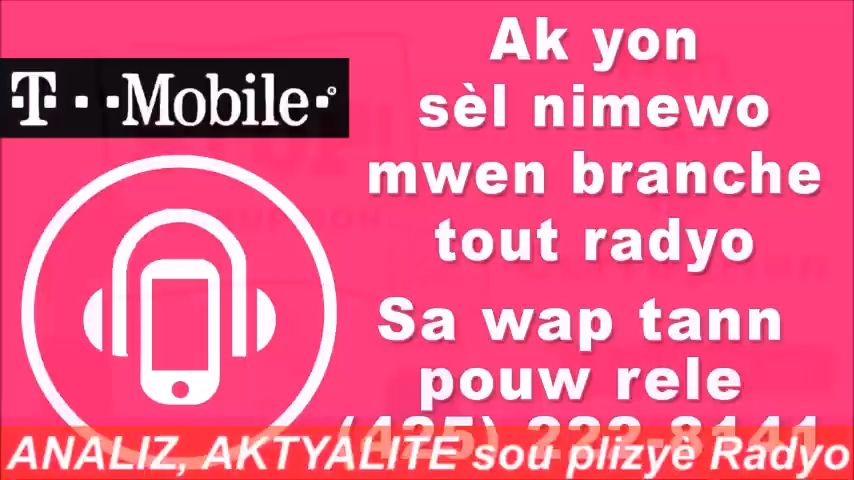 T··Mobile·
Ak yon
sèl nimewo
mwen branche
tout radyo
Sa wap tann
pouw rele
(425) 222-8141
ANALIZ, AKTYALITE sou plizyè Radyo